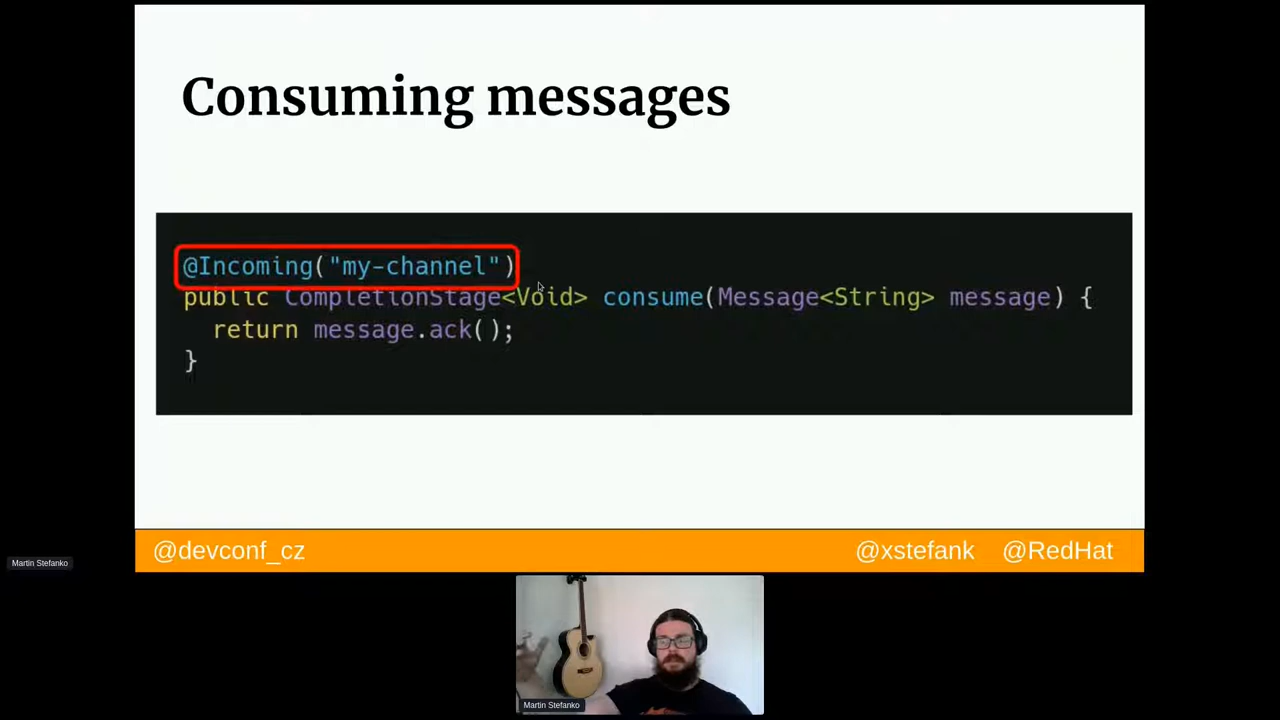 Consuming messages
@Incoming("my-channel")
public CompletionStage<Void> consume(Message<String> message) {
return message.ack();
}
@devconf_cz
@xstefank @RedHat
Martin Stefanko
Martin Stefanko